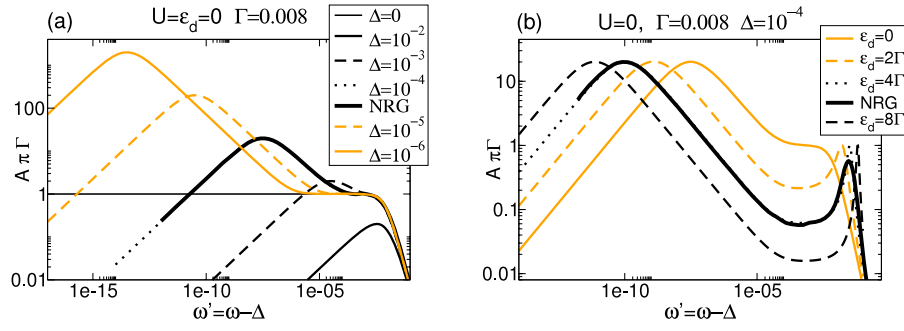 (a) U=ε_d=0 Γ=0.008
Δ=0
Δ=10^-2
Δ=10^-3
Δ=10^-4
NRG
Δ=10^-5
Δ=10^-6
A π Γ
100
1
0.01
1e-15 1e-10 1e-05
ω'=ω−Δ
(b) U=0, Γ=0.008 Δ=10^-4
ε_d=0
ε_d=2Γ
ε_d=4Γ
NRG
ε_d=8Γ
A π Γ
10
1
0.1
0.01
1e-10 1e-05
ω'=ω−Δ